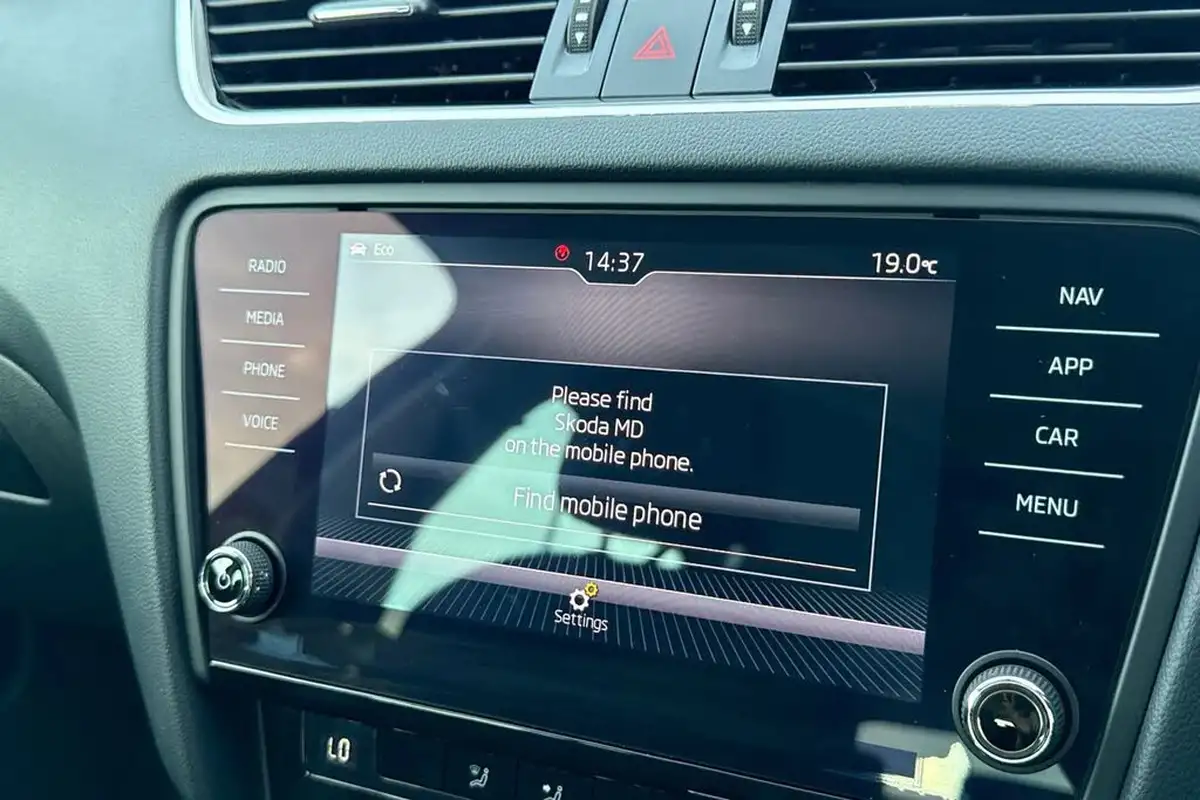 RADIO
MEDIA
PHONE
VOICE
Eco
14:37
19.0°C
Please find
Skoda MD
on the mobile phone.
Find mobile phone
Settings
NAV
APP
CAR
MENU
LO